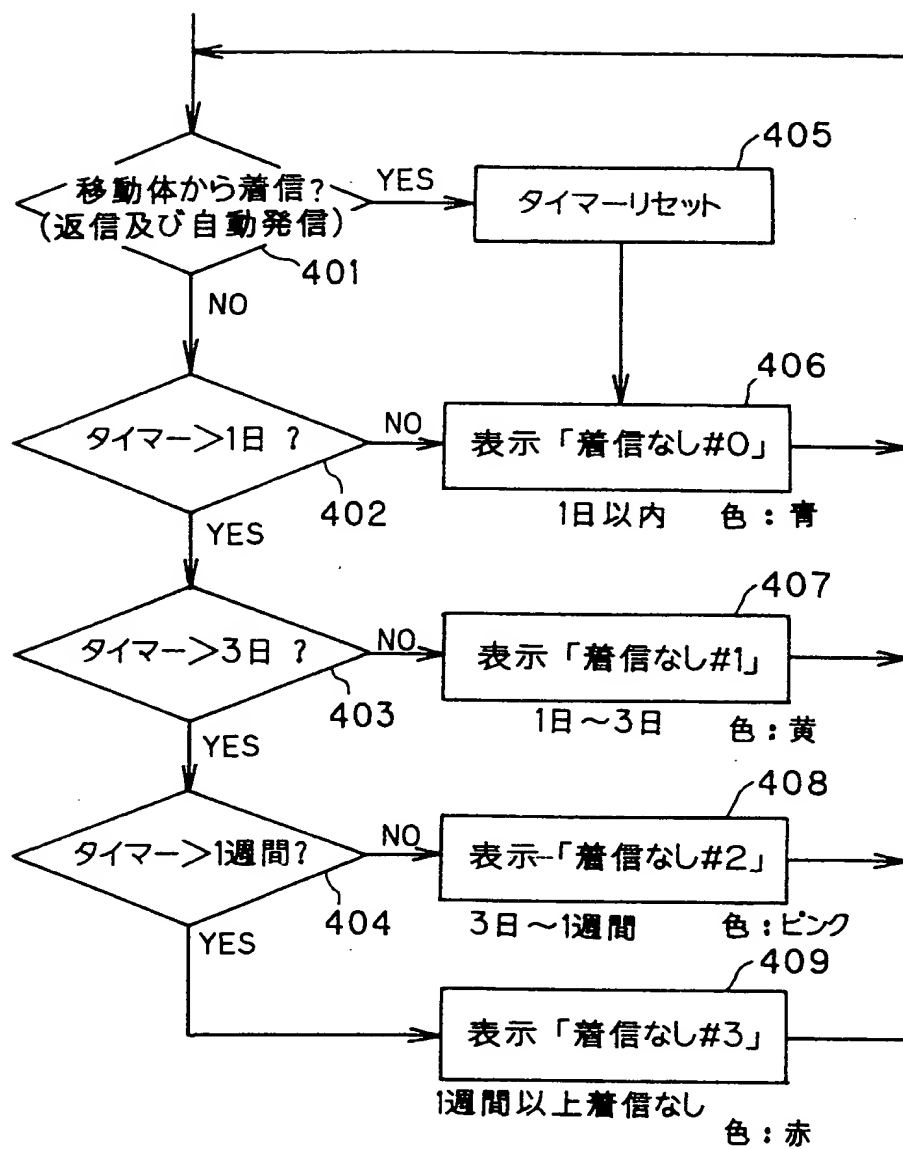 405
移動体から着信?
(返信及び自動発信)
YES
タイマーリセット
401
NO
406
タイマー>1日 ?
NO
表示「着信なし#0」
402
1日以内 色:青
YES
407
タイマー>3日 ?
NO
表示「着信なし#1」
403
1日~3日 色:黄
YES
408
タイマー>1週間?
NO
表示「着信なし#2」
404
3日~1週間 色:ピンク
YES
409
表示「着信なし#3」
1週間以上着信なし
色:赤